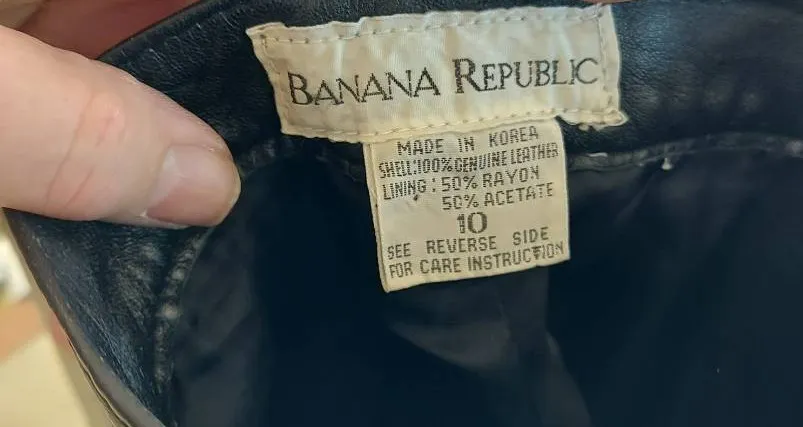 BANANA REPUBLIC
MADE IN KOREA
SHELL:100% GENUINE LEATHER
LINING : 50% RAYON
50% ACETATE
10
SEE REVERSE SIDE
FOR CARE INSTRUCTION